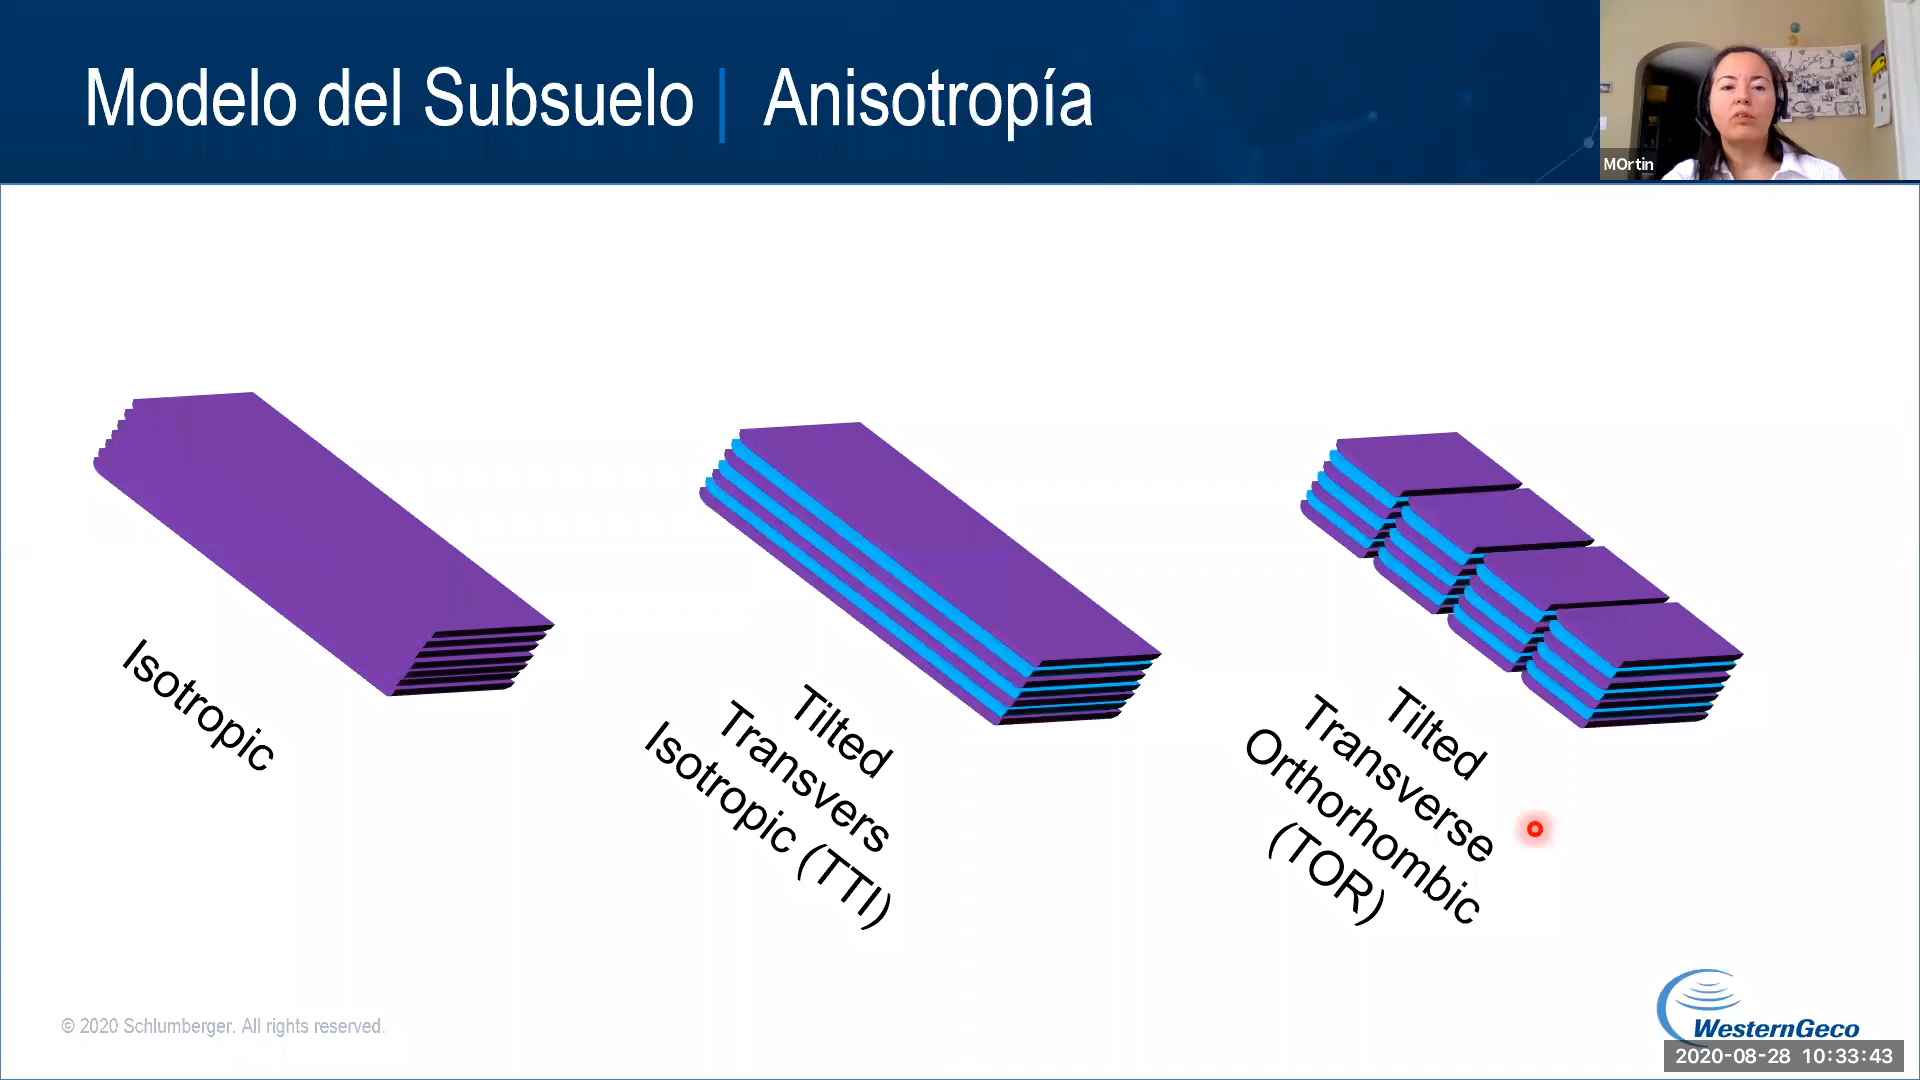 Modelo del Subsuelo | Anisotropía
MOrtin
Isotropic
Tilted
Transvers
Isotropic (TTI)
Tilted
Transverse
Orthorhombic
(TOR)
© 2020 Schlumberger. All rights reserved.
WesternGeco
2020-08-28 10:33:43